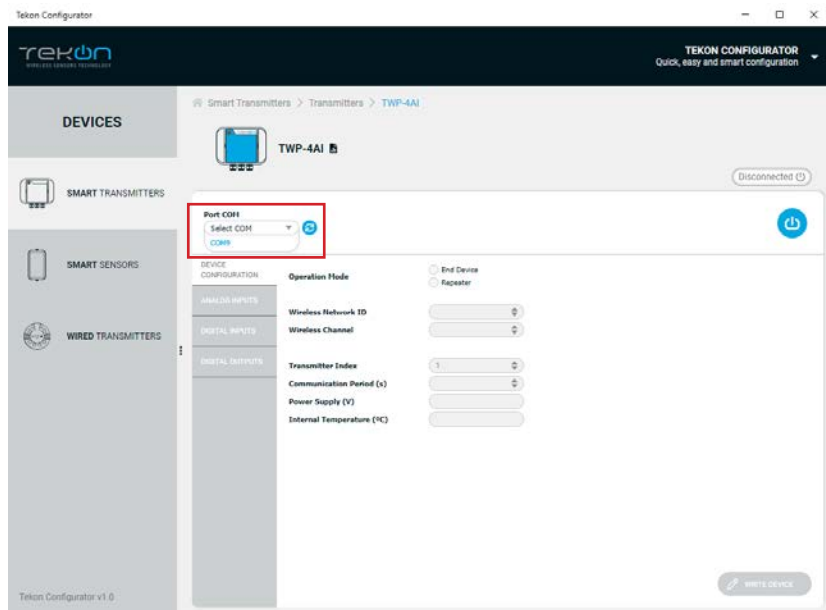 Tekon Configurator
TEKON
WIRELESS SENSORS TECHNOLOGY
TEKON CONFIGURATOR
Quick, easy and smart configuration
DEVICES
SMART TRANSMITTERS
SMART SENSORS
WIRED TRANSMITTERS
Tekon Configurator v1.0
Smart Transmitters > Transmitters > TWP-4AI
TWP-4AI
Disconnected
Port COM
Select COM
COM9
DEVICE
CONFIGURATION
ANALOG INPUTS
DIGITAL INPUTS
DIGITAL OUTPUTS
Operation Mode
End Device
Repeater
Wireless Network ID
Wireless Channel
Transmitter Index
1
Communication Period (s)
Power Supply (V)
Internal Temperature (ºC)
WRITE DEVICE